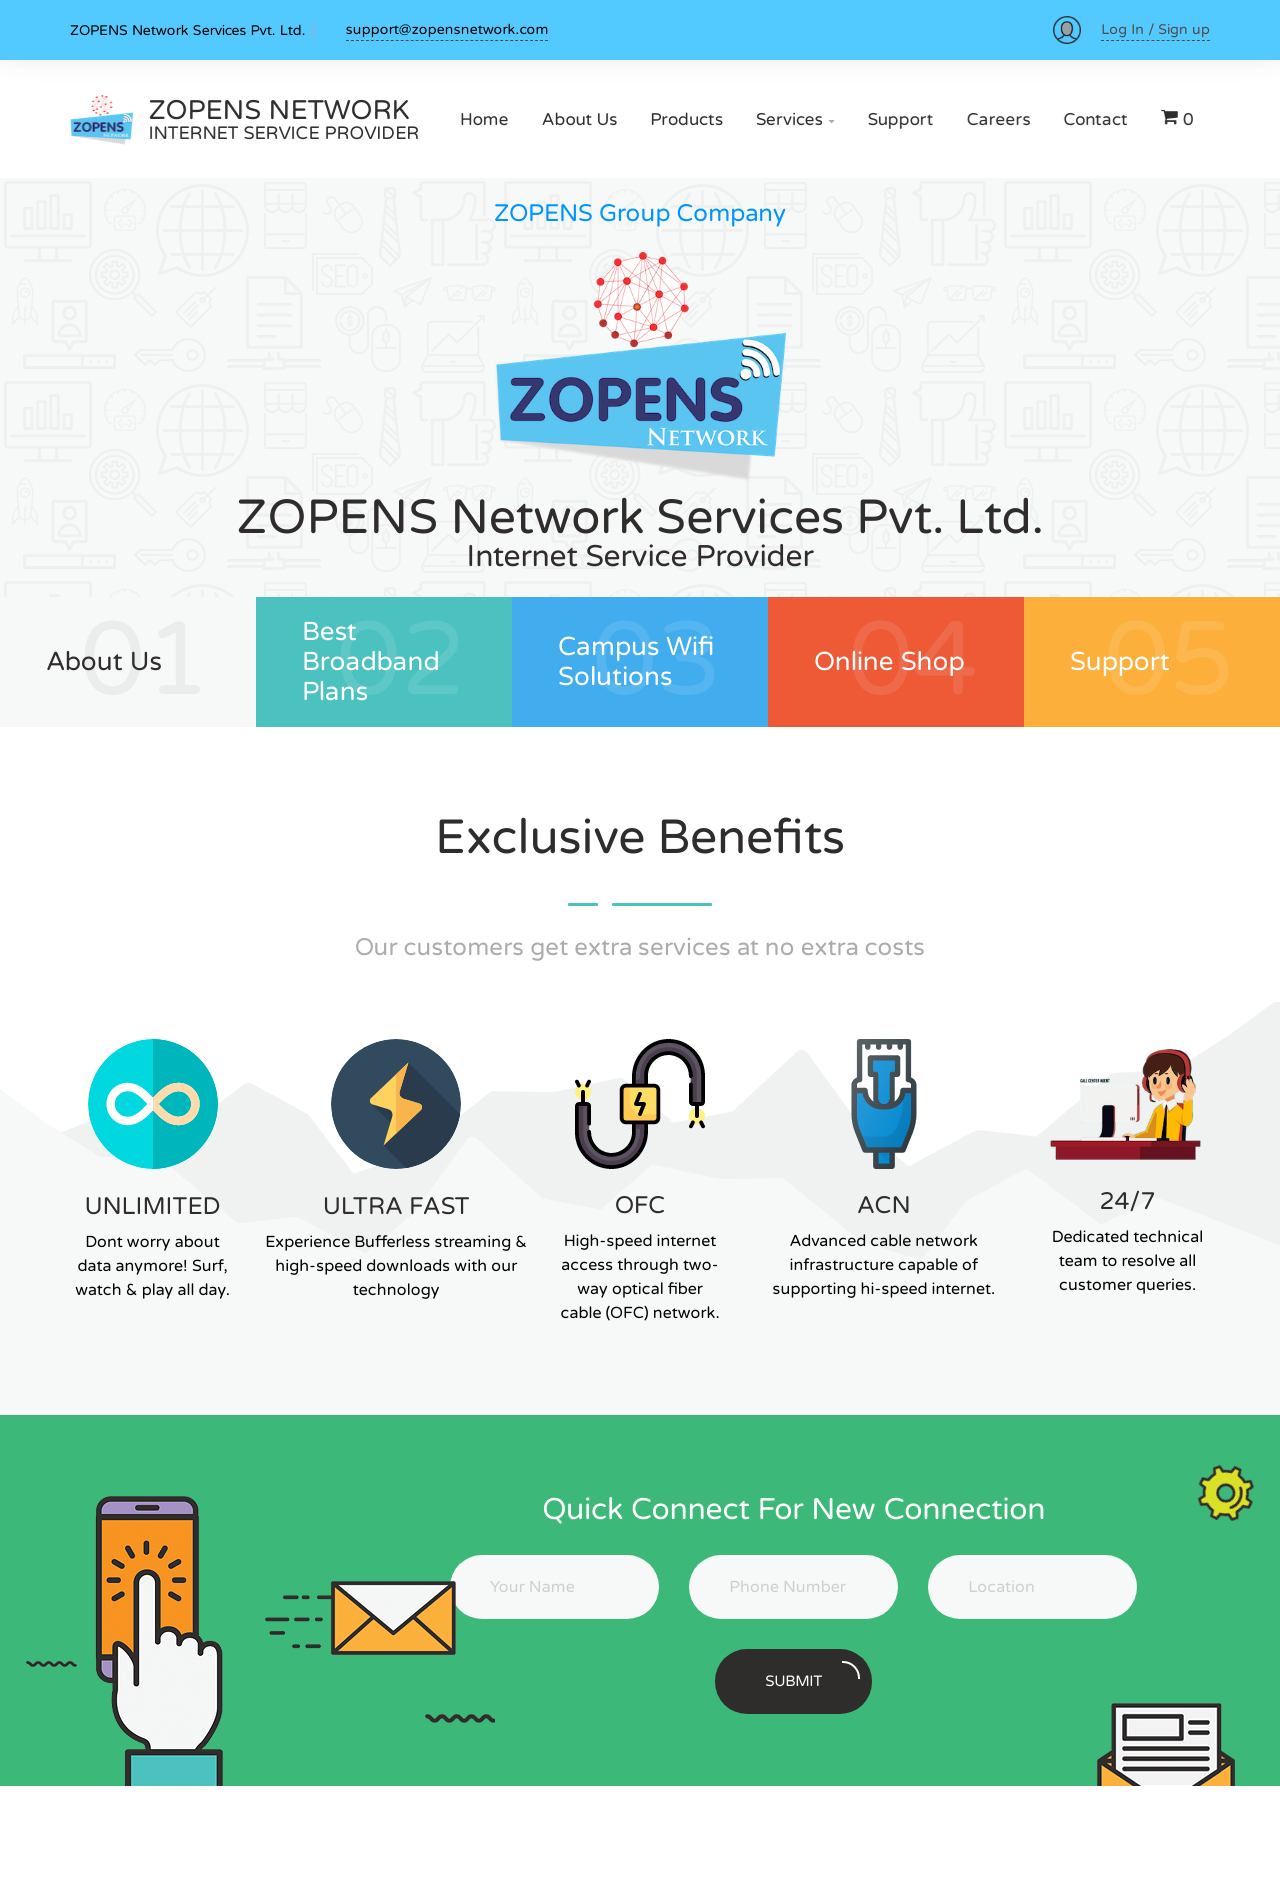 ZOPENS Network Services Pvt. Ltd.
support@zopensnetwork.com
Log In / Sign up
ZOPENS
ZOPENS NETWORK
INTERNET SERVICE PROVIDER
Home
About Us
Products
Services
Support
Careers
Contact
0
ZOPENS Group Company
ZOPENS
NETWORK
ZOPENS Network Services Pvt. Ltd.
Internet Service Provider
01
About Us
02
Best
Broadband
Plans
03
Campus Wifi
Solutions
04
Online Shop
05
Support
Exclusive Benefits
Our customers get extra services at no extra costs
UNLIMITED
Dont worry about
data anymore! Surf,
watch & play all day.
ULTRA FAST
Experience Bufferless streaming &
high-speed downloads with our
technology
OFC
High-speed internet
access through two-
way optical fiber
cable (OFC) network.
ACN
Advanced cable network
infrastructure capable of
supporting hi-speed internet.
CALL CENTER AGENT
24/7
Dedicated technical
team to resolve all
customer queries.
Quick Connect For New Connection
Your Name
Phone Number
Location
SUBMIT